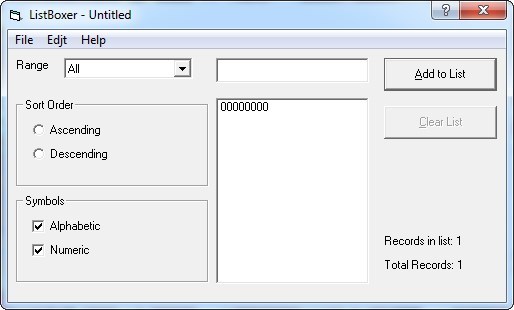 ListBoxer - Untitled
File Edjt Help
Range All Add to List
00000000
Sort Order
Ascending
Clear List
Descending
Symbols
Alphabetic
Numeric
Records in list: 1
Total Records: 1